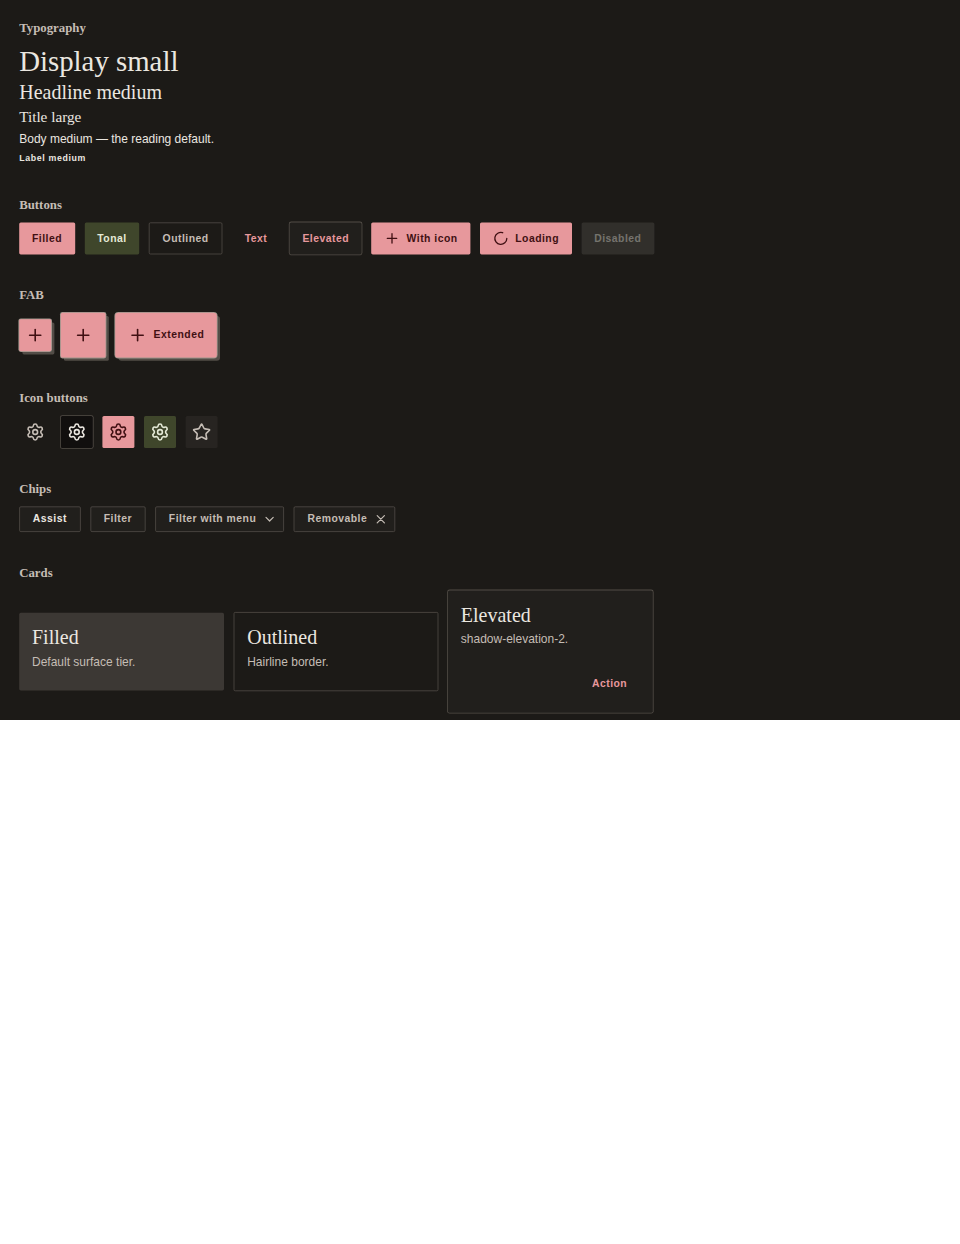 Typography
Display small
Headline medium
Title large
Body medium — the reading default.
Label medium
Buttons
Filled Tonal Outlined Text Elevated With icon Loading Disabled
FAB
Extended
Icon buttons
Chips
Assist Filter Filter with menu Removable
Cards
Filled
Default surface tier.
Outlined
Hairline border.
Elevated
shadow-elevation-2.
Action